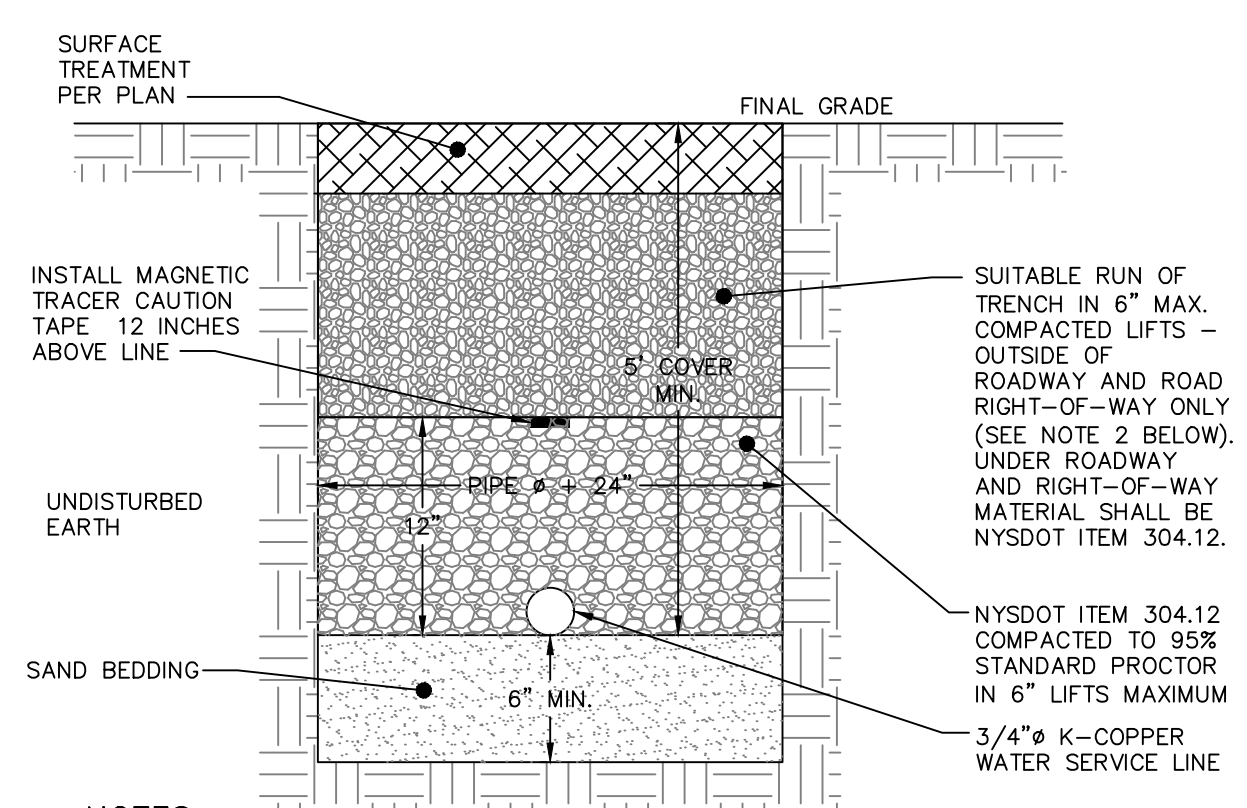 SURFACE
TREATMENT
PER PLAN
FINAL GRADE
INSTALL MAGNETIC
TRACER CAUTION
TAPE 12 INCHES
ABOVE LINE
SUITABLE RUN OF
TRENCH IN 6" MAX.
COMPACTED LIFTS –
OUTSIDE OF
ROADWAY AND ROAD
RIGHT–OF–WAY ONLY
(SEE NOTE 2 BELOW).
UNDER ROADWAY
AND RIGHT–OF–WAY
MATERIAL SHALL BE
NYSDOT ITEM 304.12.
5' COVER
MIN.
PIPE ø + 24"
12"
UNDISTURBED
EARTH
NYSDOT ITEM 304.12
COMPACTED TO 95%
STANDARD PROCTOR
IN 6" LIFTS MAXIMUM
SAND BEDDING
6" MIN.
3/4"ø K–COPPER
WATER SERVICE LINE
NOTES